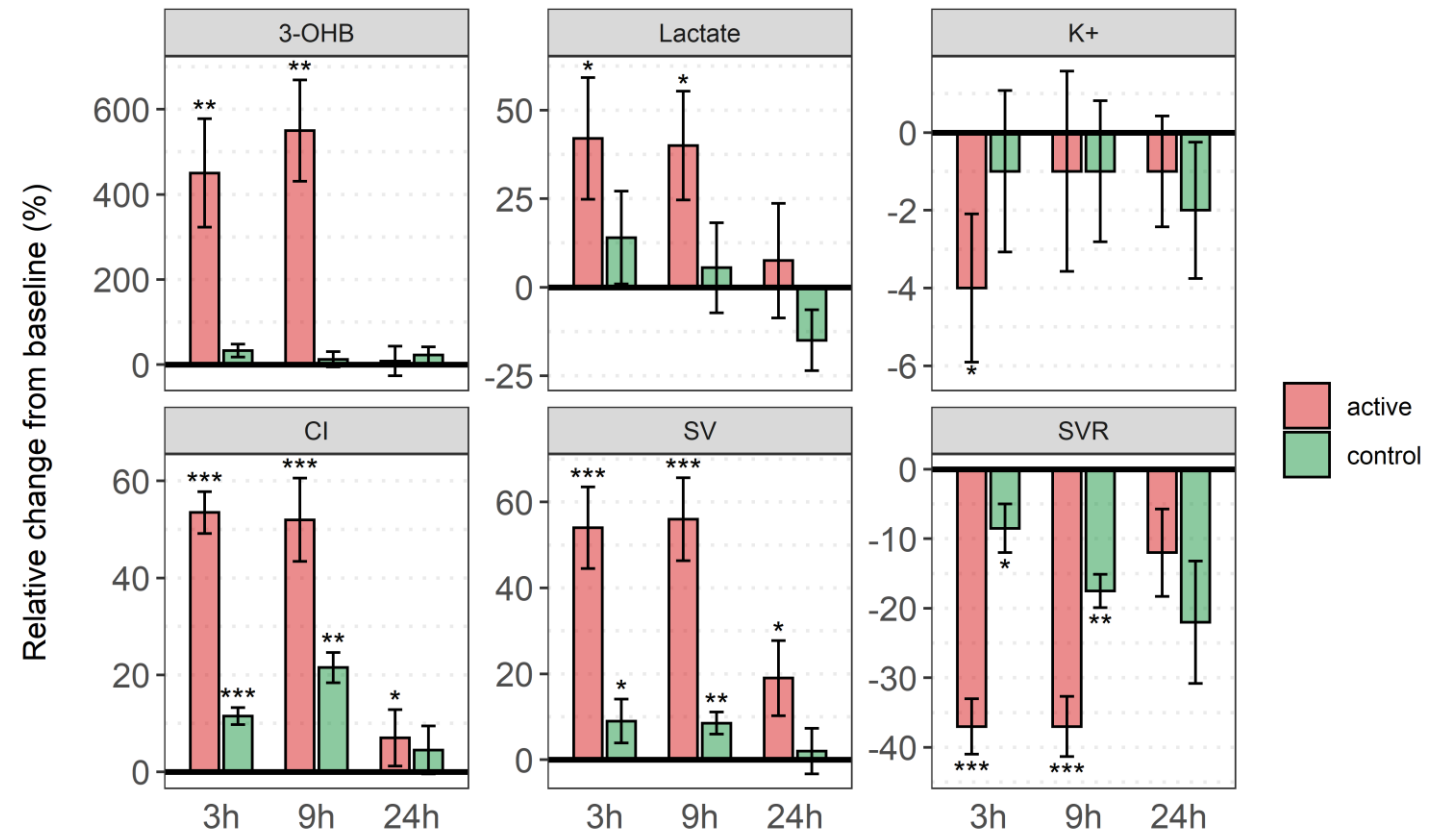 Relative change from baseline (%)
3-OHB
Lactate
K+
600
400
200
0
** **
50
25
0
-25
* *
0
-2
-4
-6
*
CI
SV
SVR
60
40
20
0
*** *** *** ** *
60
40
20
0
*** *** * ** *
0
-10
-20
-30
-40
* ** *** ***
3h 9h 24h
3h 9h 24h
3h 9h 24h
active
control